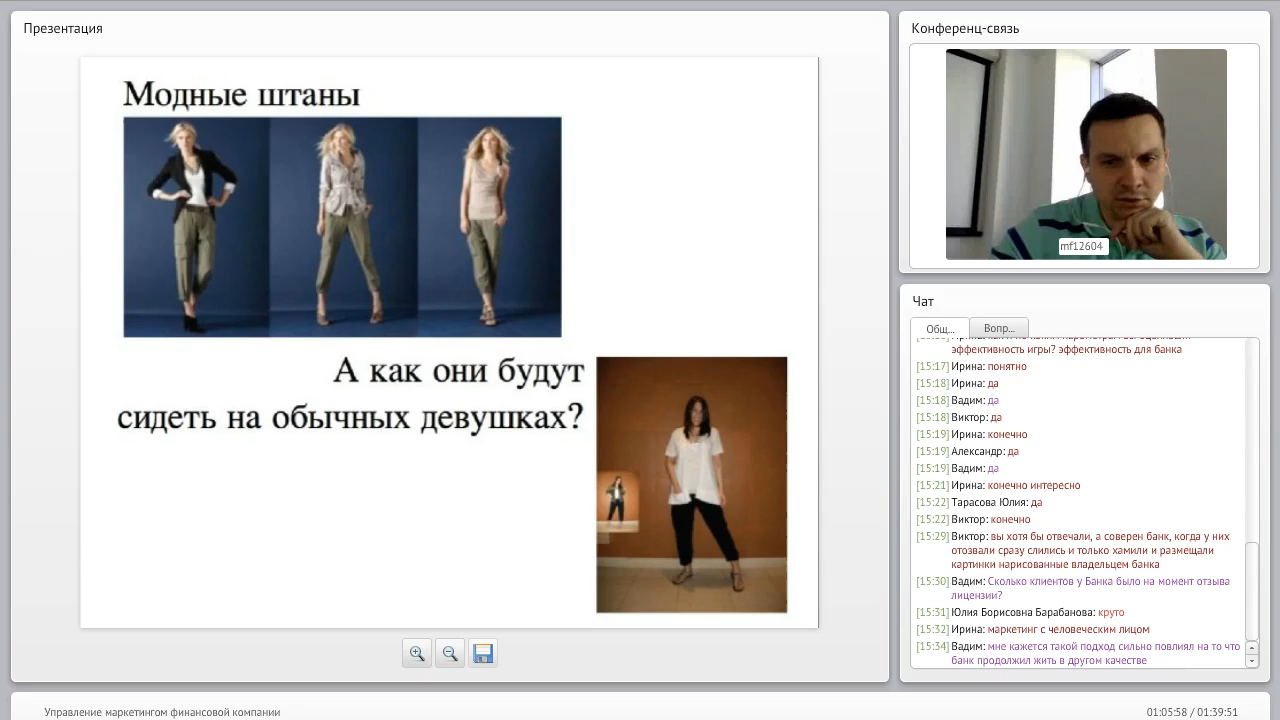 Презентация
Модные штаны
А как они будут
сидеть на обычных девушках?
Конференц-связь
mf12604
Чат
Общ...
Вопр...
эффективность игры? эффективность для банка
[15:17] Ирина: понятно
[15:18] Ирина: да
[15:18] Вадим: да
[15:18] Виктор: да
[15:19] Ирина: конечно
[15:19] Александр: да
[15:19] Вадим: да
[15:21] Ирина: конечно интересно
[15:22] Тарасова Юлия: да
[15:22] Виктор: конечно
[15:29] Виктор: вы хотя бы отвечали, а соверен банк, когда у них
отозвали сразу слились и только хамили и размещали
картинки нарисованные владельцем банка
[15:30] Вадим: Сколько клиентов у Банка было на момент отзыва
лицензии?
[15:31] Юлия Борисовна Барабанова: круто
[15:32] Ирина: маркетинг с человеческим лицом
[15:34] Вадим: мне кажется такой подход сильно повлиял на то что
банк продолжил жить в другом качестве
Управление маркетингом финансовой компании
01:05:58 / 01:39:51